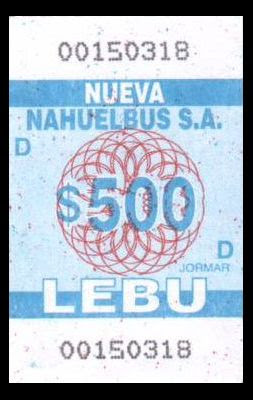 00150318
NUEVA
NAHUELBUS S.A.
D
$500
D
JORMAR
LEBU
00150318